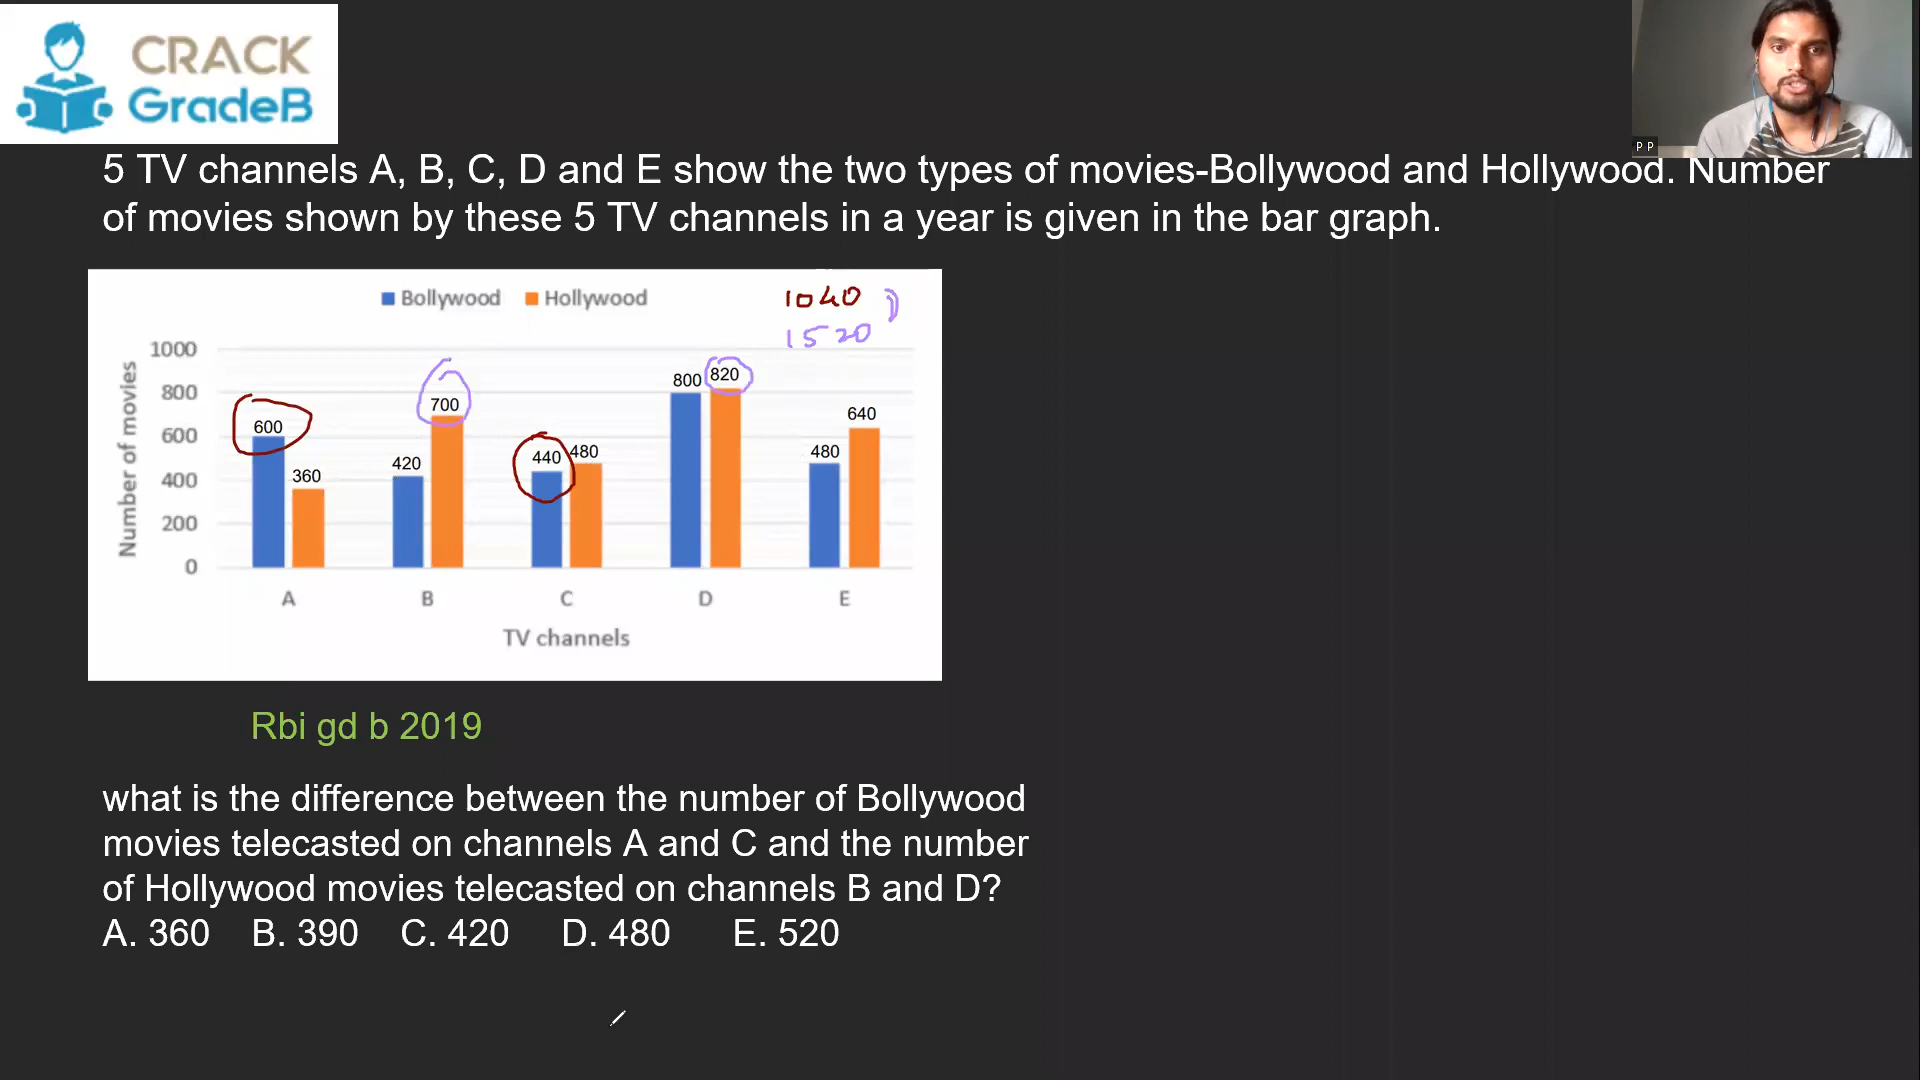 CRACK
GradeB
P P
5 TV channels A, B, C, D and E show the two types of movies-Bollywood and Hollywood. Number
of movies shown by these 5 TV channels in a year is given in the bar graph.
Bollywood Hollywood
1040
1520
Number of movies
1000
800
600
400
200
0
600
360
420
700
440
480
800
820
480
640
A B C D E
TV channels
Rbi gd b 2019
what is the difference between the number of Bollywood
movies telecasted on channels A and C and the number
of Hollywood movies telecasted on channels B and D?
A. 360 B. 390 C. 420 D. 480 E. 520